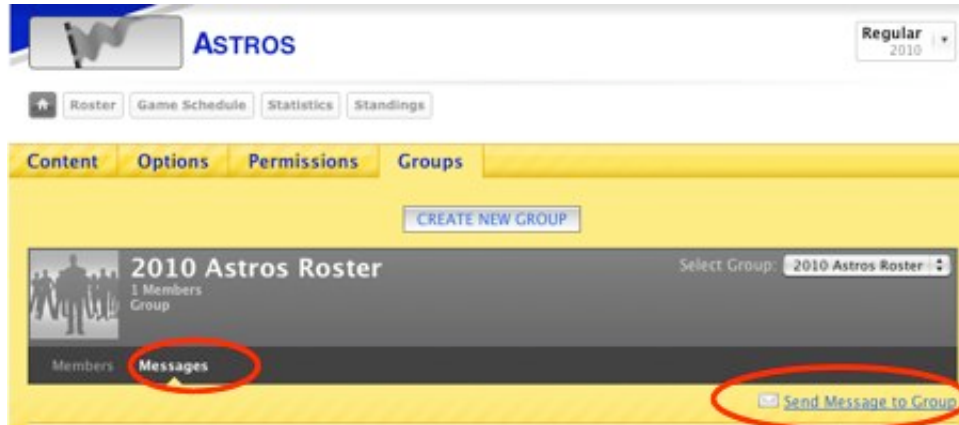 ASTROS
Regular
2010
Roster Game Schedule Statistics Standings
Content Options Permissions Groups
CREATE NEW GROUP
2010 Astros Roster
Select Group: 2010 Astros Roster
1 Members
Group
Members Messages
Send Message to Group